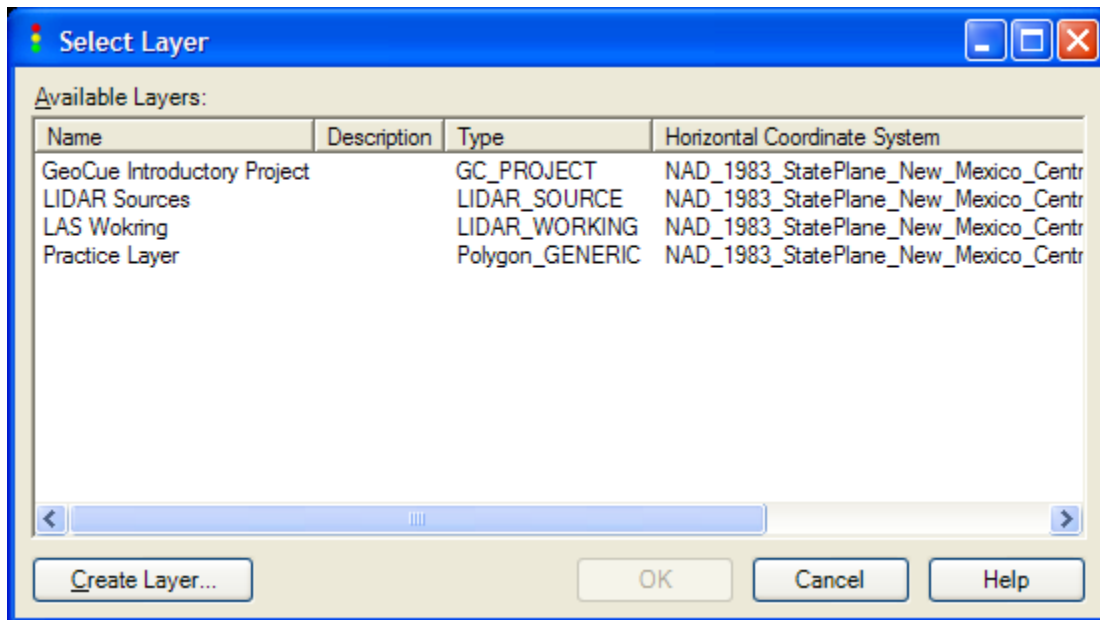 Select Layer
Available Layers:
Name Description Type Horizontal Coordinate System
GeoCue Introductory Project GC_PROJECT NAD_1983_StatePlane_New_Mexico_Centr
LIDAR Sources LIDAR_SOURCE NAD_1983_StatePlane_New_Mexico_Centr
LAS Wokring LIDAR_WORKING NAD_1983_StatePlane_New_Mexico_Centr
Practice Layer Polygon_GENERIC NAD_1983_StatePlane_New_Mexico_Centr
Create Layer... OK Cancel Help